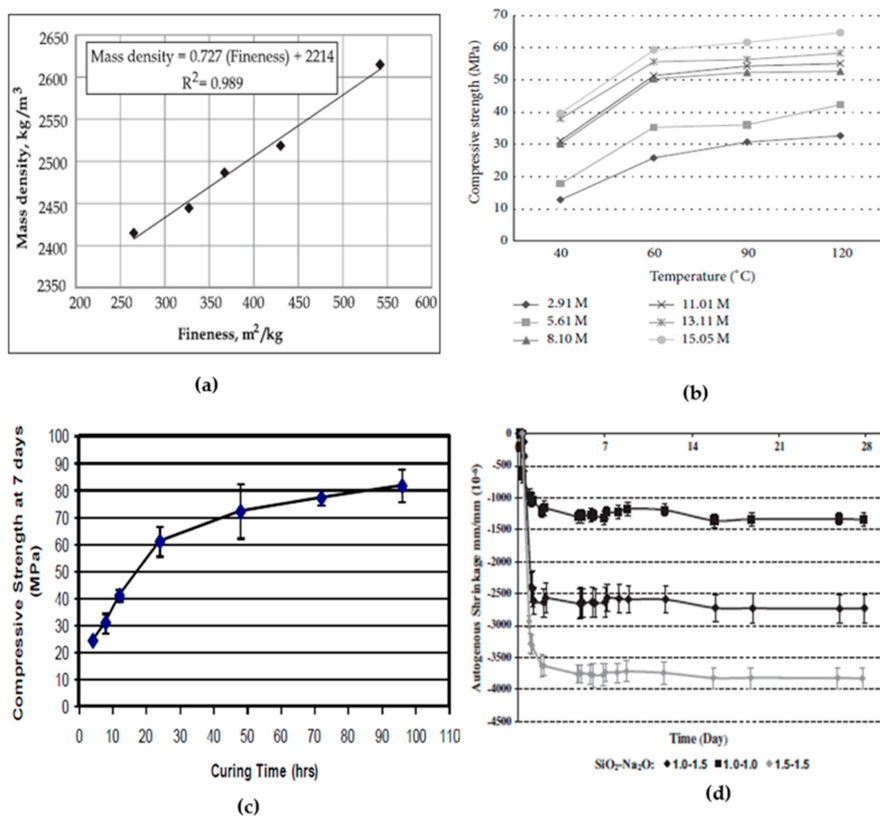 2650
2600
2550
2500
2450
2400
2350
Mass density, kg/m³
Mass density = 0.727 (Fineness) + 2214
R²= 0.989
200 250 300 350 400 450 500 550 600
Fineness, m²/kg
(a)
70
60
50
40
30
20
10
0
Compressive strength (MPa)
40 60 90 120
Temperature (°C)
2.91 M
5.61 M
8.10 M
11.01 M
13.11 M
15.05 M
(b)
100
90
80
70
60
50
40
30
20
10
0
Compressive Strength at 7 days
(MPa)
0 10 20 30 40 50 60 70 80 90 100 110
Curing Time (hrs)
(c)
0
-500
-1000
-1500
-2000
-2500
-3000
-3500
-4000
-4500
Autogenous Shrinkage mm/mm (10⁻⁶)
7 14 21 28
Time (Day)
SiO₂-Na₂O: 1.0-1.5 1.0-1.0 1.5-1.5
(d)